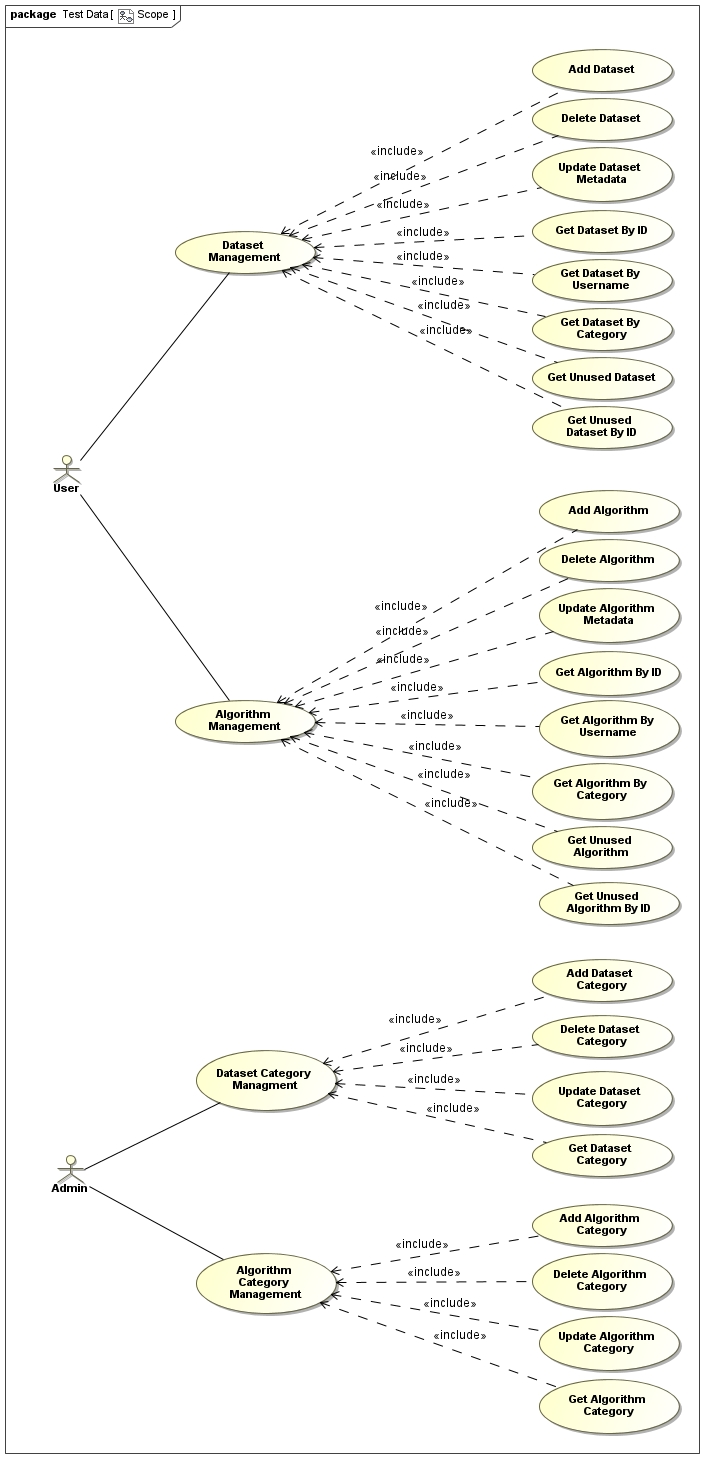 package Test Data [ Scope ]
Add Dataset
Delete Dataset
«include»
«include»
Update Dataset
Metadata
«include»
Dataset
Management
«include»
Get Dataset By ID
«include»
Get Dataset By
Username
«include»
«include»
Get Dataset By
Category
«include»
Get Unused Dataset
Get Unused
Dataset By ID
User
Add Algorithm
Delete Algorithm
«include»
Update Algorithm
Metadata
«include»
«include»
Get Algorithm By ID
«include»
Algorithm
Management
«include»
Get Algorithm By
Username
«include»
«include»
Get Algorithm By
Category
«include»
Get Unused
Algorithm
Get Unused
Algorithm By ID
Add Dataset
Category
«include»
Delete Dataset
Category
«include»
Dataset Category
Managment
«include»
Update Dataset
Category
«include»
Get Dataset
Category
Admin
Add Algorithm
Category
«include»
Algorithm
Category
Management
«include»
Delete Algorithm
Category
«include»
Update Algorithm
Category
«include»
Get Algorithm
Category